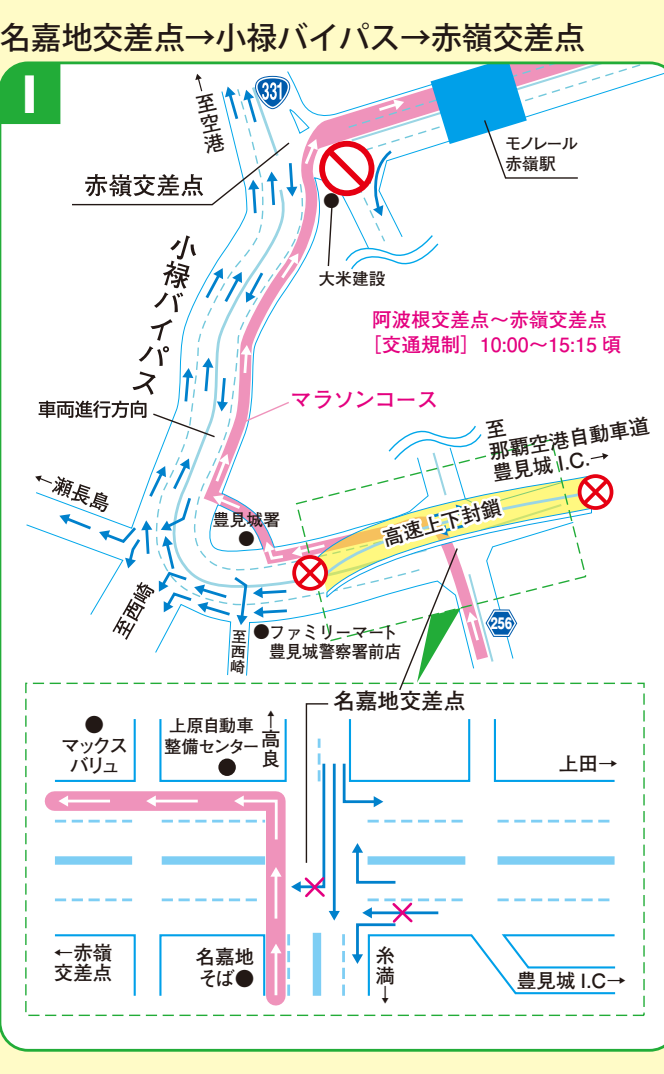 名嘉地交差点→小禄バイパス→赤嶺交差点
I
331
←至空港
モノレール
赤嶺駅
赤嶺交差点
大米建設
小禄バイパス
阿波根交差点～赤嶺交差点
［交通規制］10:00～15:15 頃
車両進行方向
マラソンコース
至
那覇空港自動車道
豊見城 I.C.→
←瀬長島
豊見城署
高速上下封鎖
至西崎
至西崎
256
ファミリーマート
豊見城警察署前店
名嘉地交差点
マックス
バリュ
上原自動車
整備センター
←高良
上田→
←赤嶺
交差点
名嘉地
そば
糸満→
豊見城 I.C→